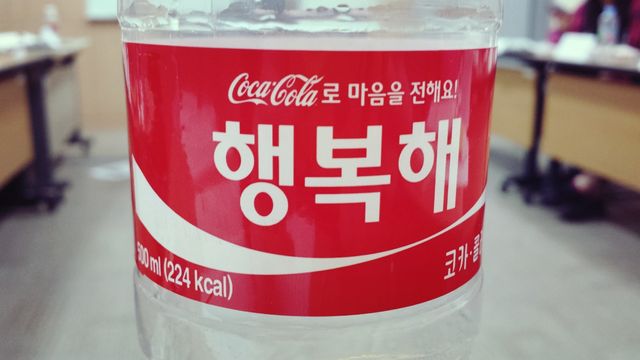 Coca-Cola로 마음을 전해요!
행복해
500 ml (224 kcal)
코카·콜